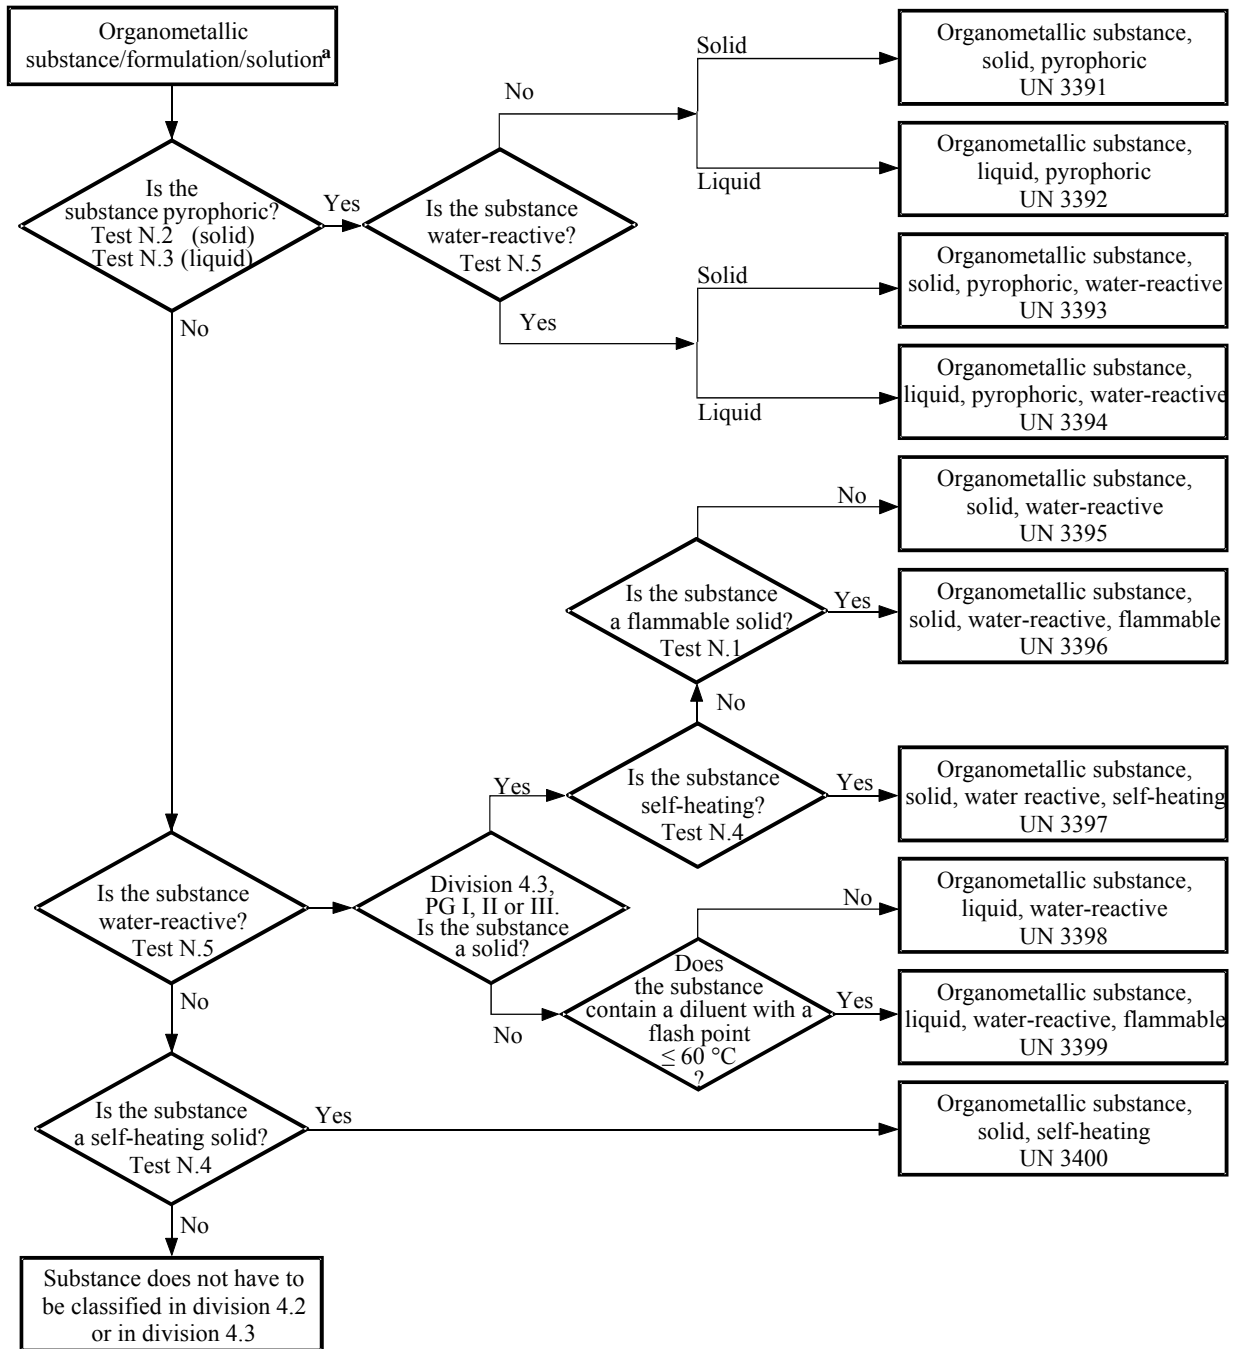 Organometallic
substance/formulation/solutionᵃ
Is the
substance pyrophoric?
Test N.2 (solid)
Test N.3 (liquid)
Yes
No
Is the substance
water-reactive?
Test N.5
No
Yes
Solid
Liquid
Organometallic substance,
solid, pyrophoric
UN 3391
Organometallic substance,
liquid, pyrophoric
UN 3392
Solid
Liquid
Organometallic substance,
solid, pyrophoric, water-reactive
UN 3393
Organometallic substance,
liquid, pyrophoric, water-reactive
UN 3394
No
Organometallic substance,
solid, water-reactive
UN 3395
Is the substance
a flammable solid?
Test N.1
Yes
Organometallic substance,
solid, water-reactive, flammable
UN 3396
No
Is the substance
self-heating?
Test N.4
Yes
Yes
Organometallic substance,
solid, water reactive, self-heating
UN 3397
Is the substance
water-reactive?
Test N.5
Division 4.3,
PG I, II or III.
Is the substance
a solid?
No
Organometallic substance,
liquid, water-reactive
UN 3398
No
No
Does
the substance
contain a diluent with a
flash point
≤ 60 °C
?
Yes
Organometallic substance,
liquid, water-reactive, flammable
UN 3399
Is the substance
a self-heating solid?
Test N.4
Yes
Organometallic substance,
solid, self-heating
UN 3400
No
Substance does not have to
be classified in division 4.2
or in division 4.3